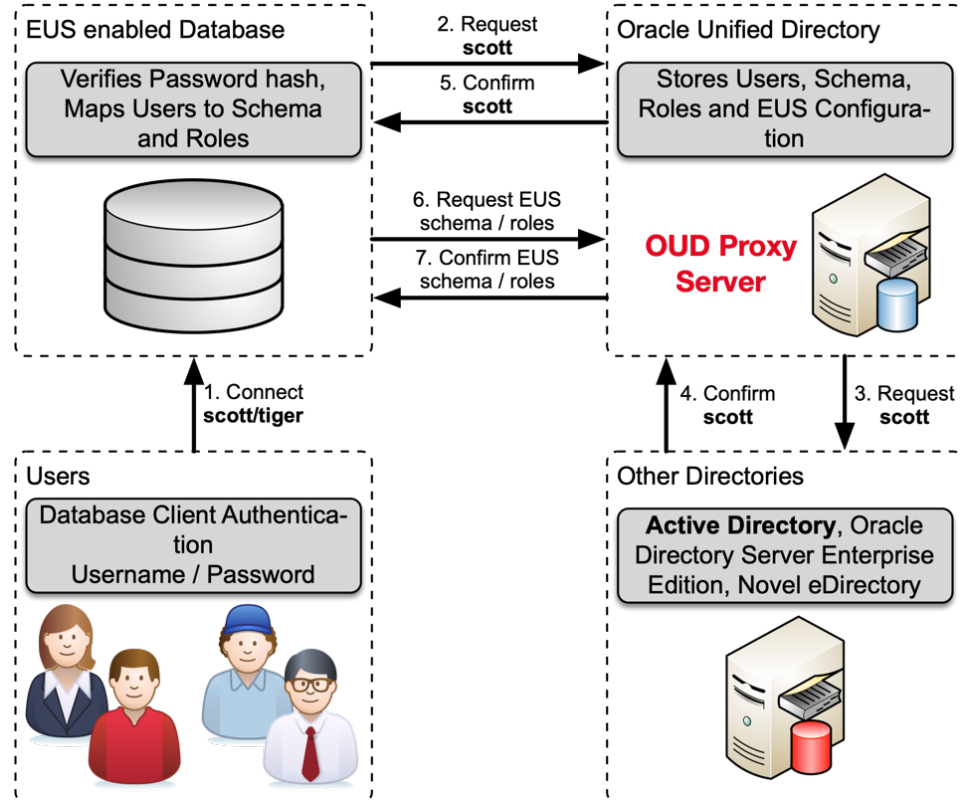 EUS enabled Database
Verifies Password hash,
Maps Users to Schema
and Roles
2. Request
scott
5. Confirm
scott
Oracle Unified Directory
Stores Users, Schema,
Roles and EUS Configura-
tion
6. Request EUS
schema / roles
7. Confirm EUS
schema / roles
OUD Proxy
Server
1. Connect
scott/tiger
4. Confirm
scott
3. Request
scott
Users
Database Client Authentica-
tion
Username / Password
Other Directories
Active Directory, Oracle
Directory Server Enterprise
Edition, Novel eDirectory